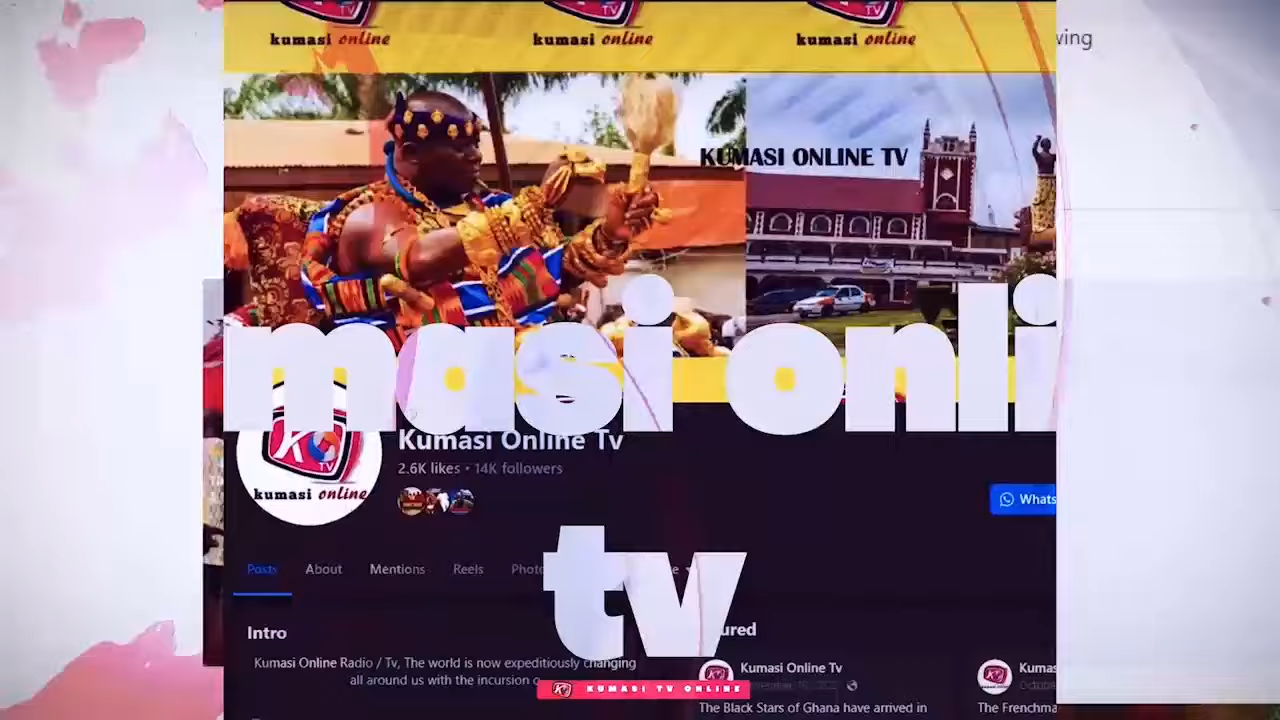 kumasi online
kumasi online
kumasi online
KUMASI ONLINE TV
masi onli
tv
K
TV
kumasi online
Kumasi Online Tv
2.6K likes • 14K followers
Whats
Posts
About
Mentions
Reels
Photo
Intro
Kumasi Online Radio / Tv, The world is now expeditiously changing
all around us with the incursion o
Kumasi Online Tv
Kumas
The Black Stars of Ghana have arrived in
The Frenchma
KUMASI TV ONLINE